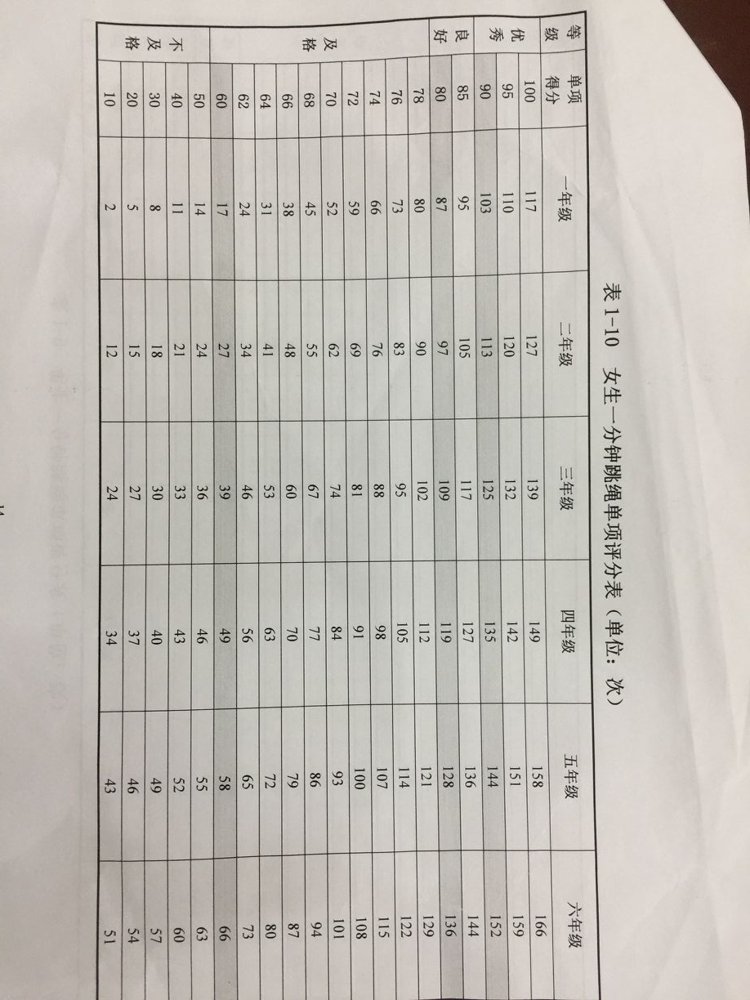 表 1-10 女生一分钟跳绳单项评分表（单位：次）
等级 单项得分 一年级 二年级 三年级 四年级 五年级 六年级
优秀 100 117 127 139 149 158 166
95 110 120 132 142 151 159
90 103 113 125 135 144 152
良好 85 95 105 117 127 136 144
80 87 97 109 119 128 136
及格 78 80 90 102 112 121 129
76 73 83 95 105 114 122
74 66 76 88 98 107 115
72 59 69 81 91 100 108
70 52 62 74 84 93 101
68 45 55 67 77 86 94
66 38 48 60 70 79 87
64 31 41 53 63 72 80
62 24 34 46 56 65 73
60 17 27 39 49 58 66
不及格 50 14 24 36 46 55 63
40 11 21 33 43 52 60
30 8 18 30 40 49 57
20 5 15 27 37 46 54
10 2 12 24 34 43 51
14